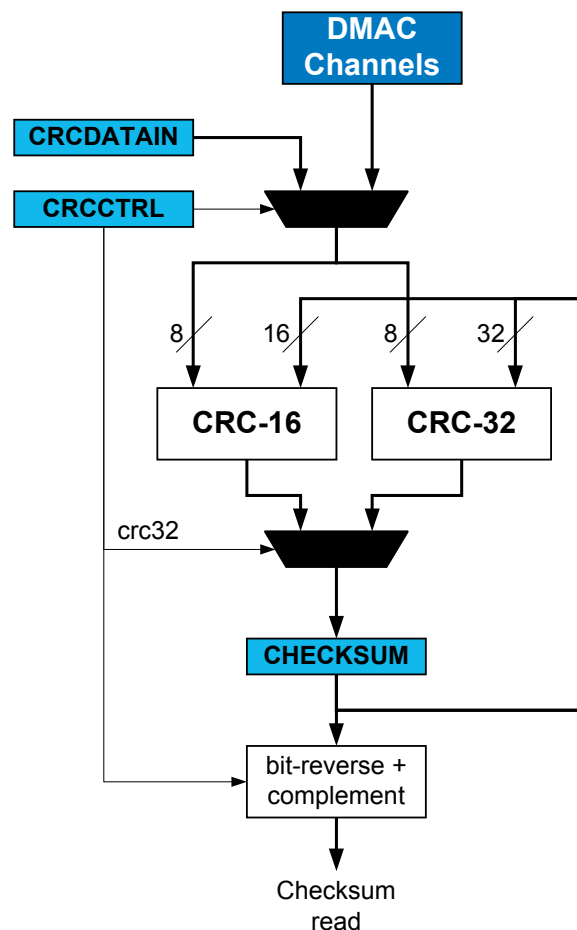 DMAC
Channels
CRCDATAIN
CRCCTRL
8
16
8
32
CRC-16
CRC-32
crc32
CHECKSUM
bit-reverse +
complement
Checksum
read